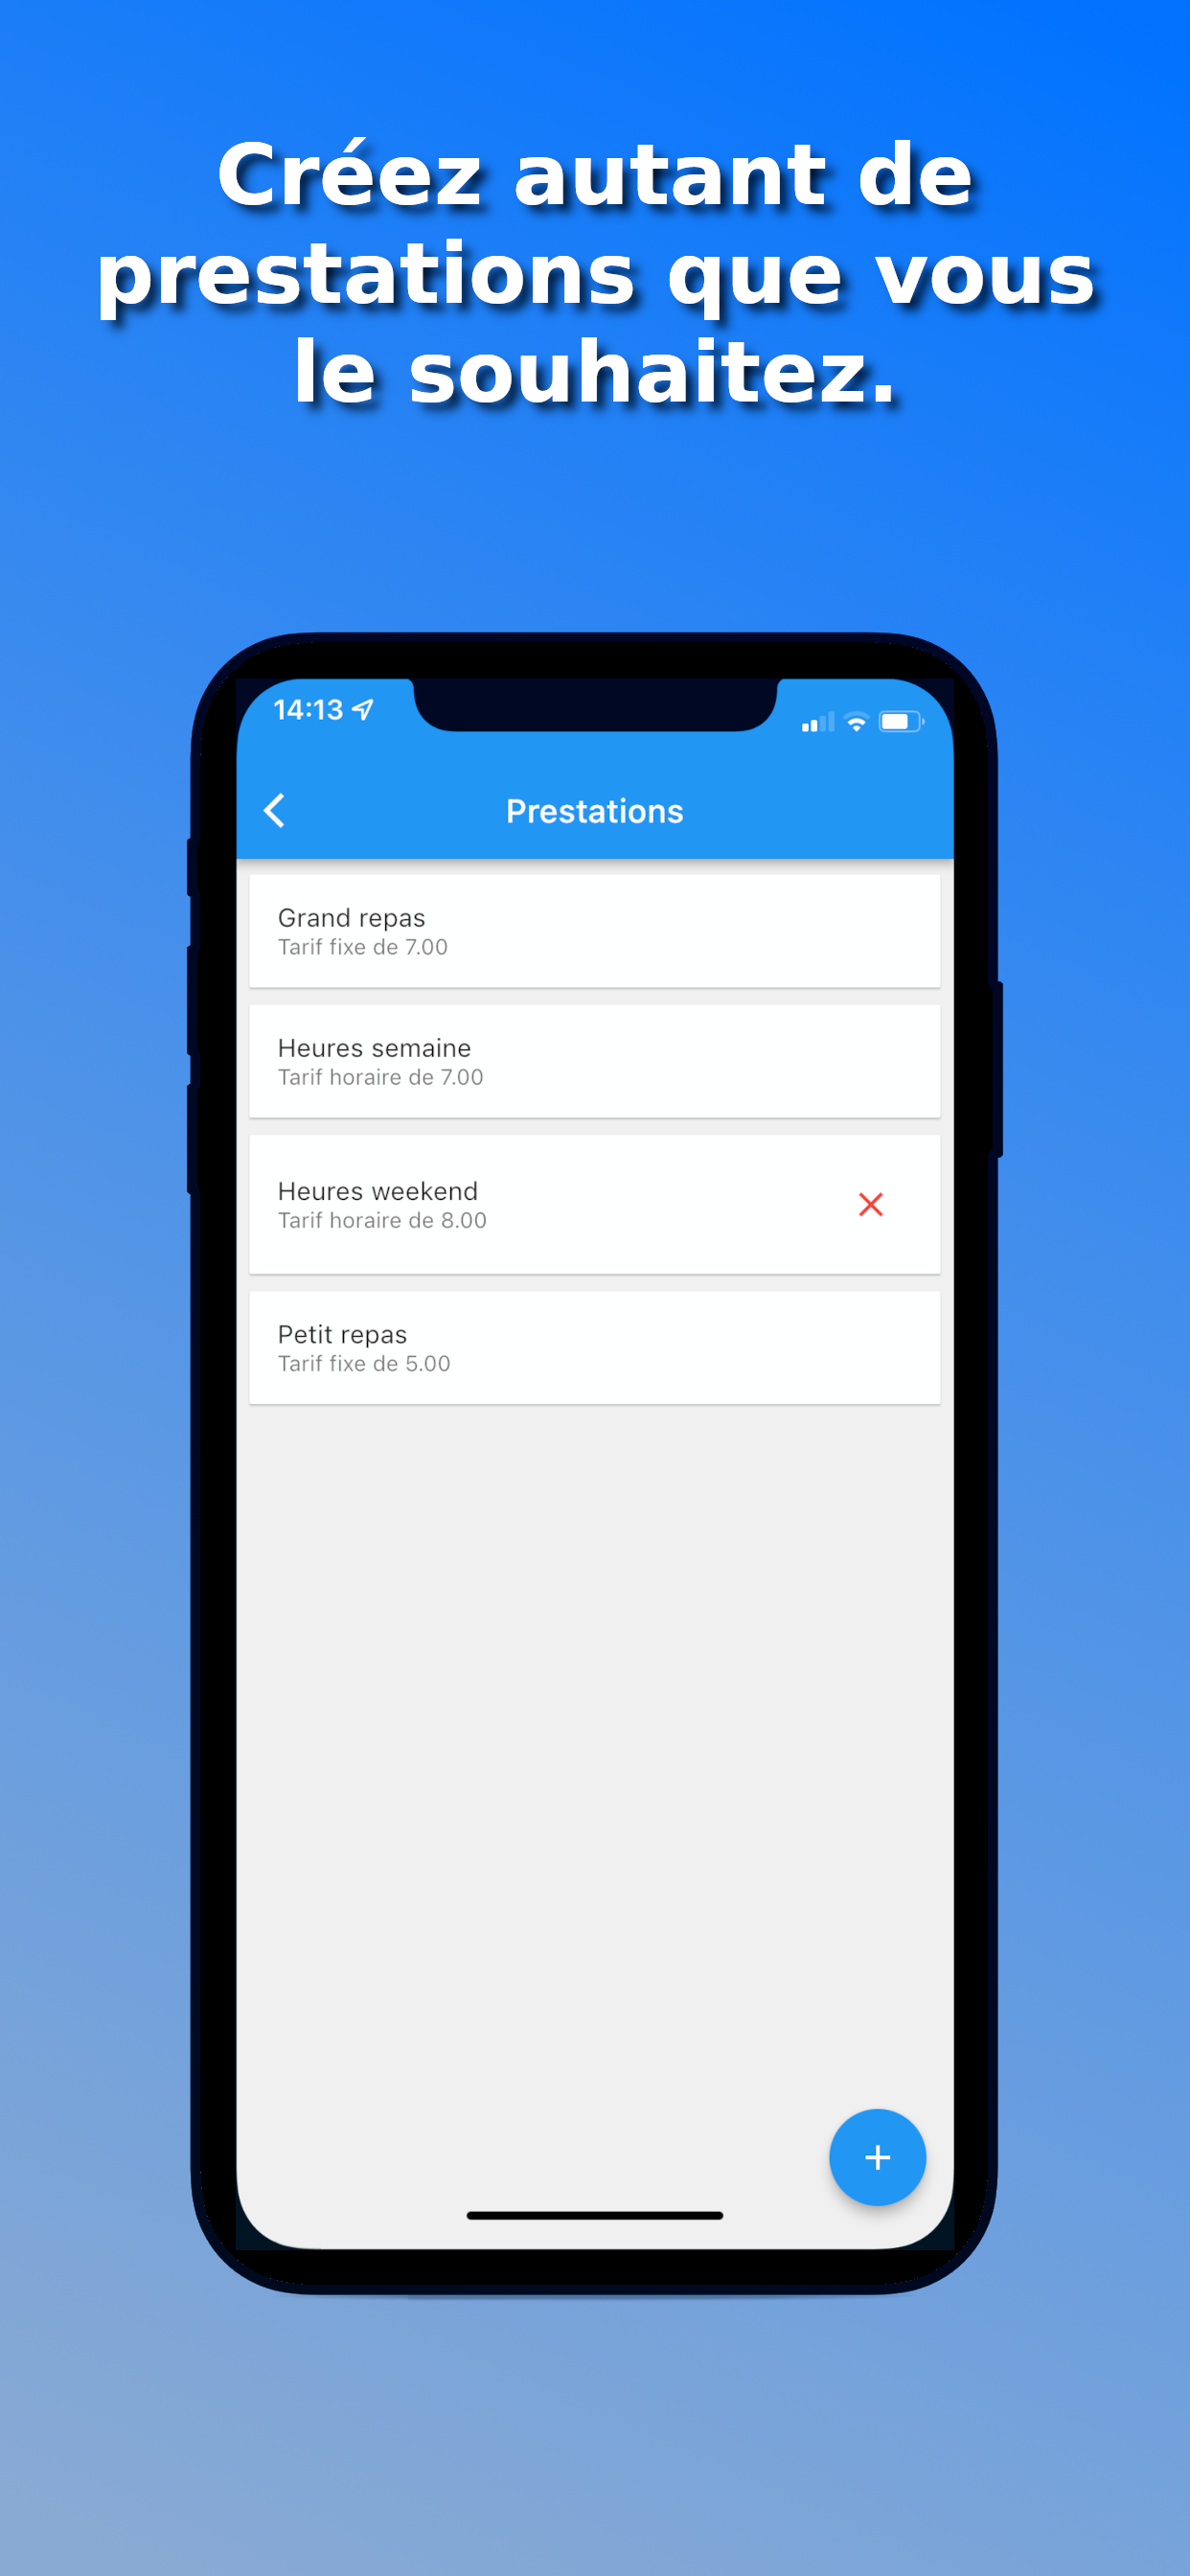 Créez autant de
prestations que vous
le souhaitez.
14:13
Prestations
Grand repas
Tarif fixe de 7.00
Heures semaine
Tarif horaire de 7.00
Heures weekend
Tarif horaire de 8.00
Petit repas
Tarif fixe de 5.00